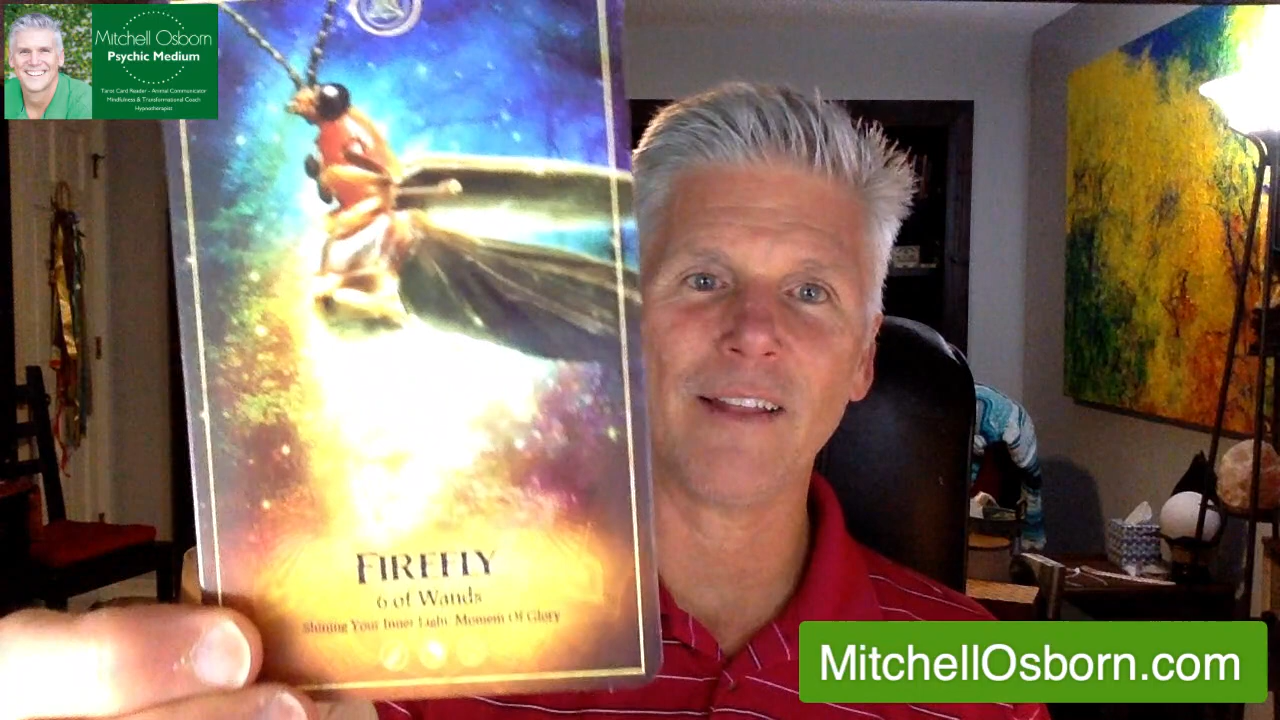 Mitchell Osborn
Psychic Medium
Tarot Card Reader - Animal Communicator
Mindfulness & Transformational Coach
Hypnotherapist
FIREFLY
6 of Wands
Shining Your Inner Light Moment Of Glory
MitchellOsborn.com